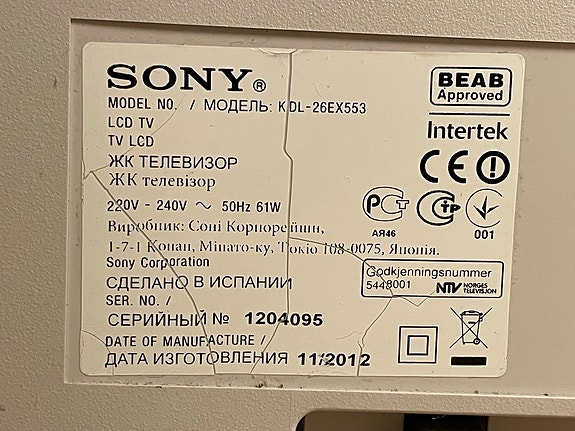 SONY®
MODEL NO. / МОДЕЛЬ: KDL-26EX553
LCD TV
TV LCD
ЖК ТЕЛЕВИЗОР
ЖК телевізор
220V - 240V ~ 50Hz 61W
Виробник: Соні Корпорейшн,
1-7-1 Конан, Мінато-ку, Токіо 108-0075, Японія.
Sony Corporation
СДЕЛАНО В ИСПАНИИ
SER. NO. /
СЕРИЙНЫЙ № 1204095
DATE OF MANUFACTURE /
ДАТА ИЗГОТОВЛЕНИЯ 11/2012
BEAB
Approved
Intertek
CE
РСТ
АЯ46
СТР
001
Godkjenningsnummer
5448001
NTV NORGES
TELEVISJON